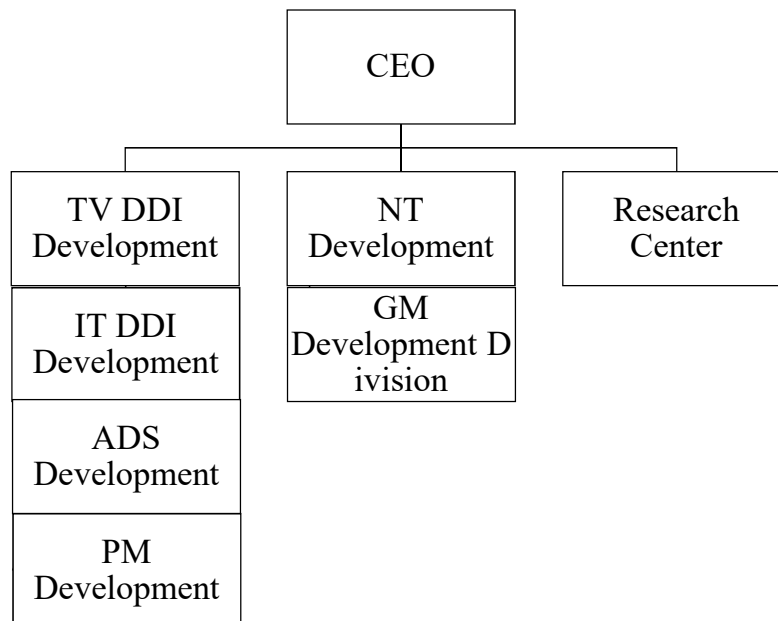 CEO
TV DDI
Development
NT
Development
Research
Center
IT DDI
Development
GM
Development D
ivision
ADS
Development
PM
Development